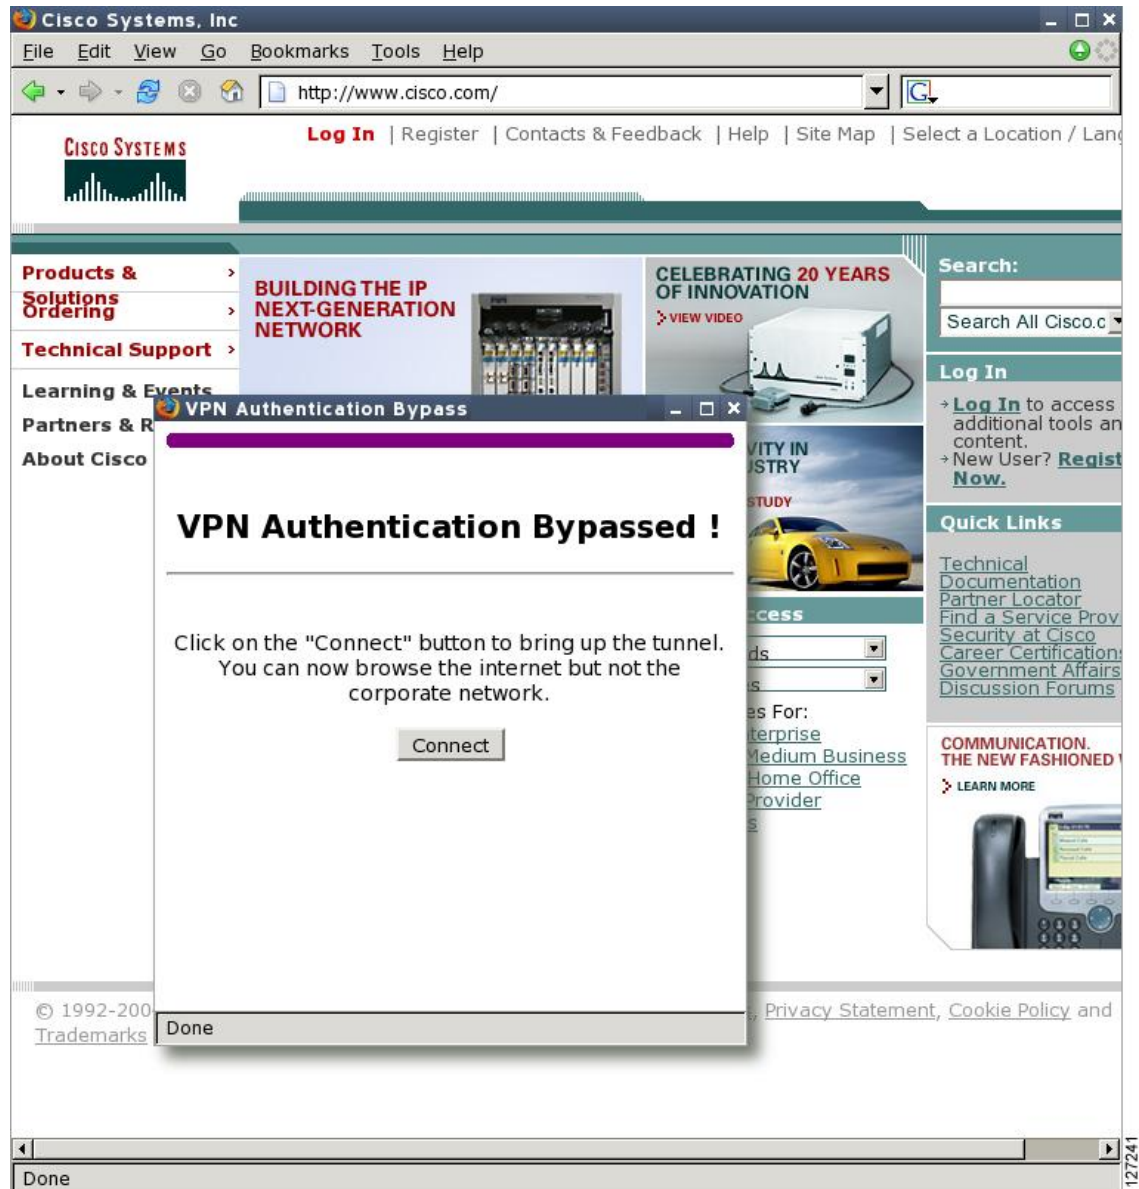 Cisco Systems, Inc
File Edit View Go Bookmarks Tools Help
http://www.cisco.com/
G
Log In | Register | Contacts & Feedback | Help | Site Map | Select a Location / Lang
CISCO SYSTEMS
Products &
Solutions
Ordering
Technical Support
Learning & Events
Partners & R
About Cisco
BUILDING THE IP
NEXT-GENERATION
NETWORK
CELEBRATING 20 YEARS
OF INNOVATION
VIEW VIDEO
Search:
Search All Cisco.c
Log In
Log In to access
additional tools an
content.
New User? Regist
Now.
Quick Links
Technical
Documentation
Partner Locator
Find a Service Prov
Security at Cisco
Career Certification
Government Affairs
Discussion Forums
VITY IN
USTRY
STUDY
ccess
ds
s
es For:
terprise
Medium Business
Home Office
Provider
s
COMMUNICATION.
THE NEW FASHIONED
LEARN MORE
VPN Authentication Bypass
VPN Authentication Bypassed !
Click on the "Connect" button to bring up the tunnel.
You can now browse the internet but not the
corporate network.
Connect
Done
© 1992-200
, Privacy Statement, Cookie Policy and
Trademarks
Done
127241